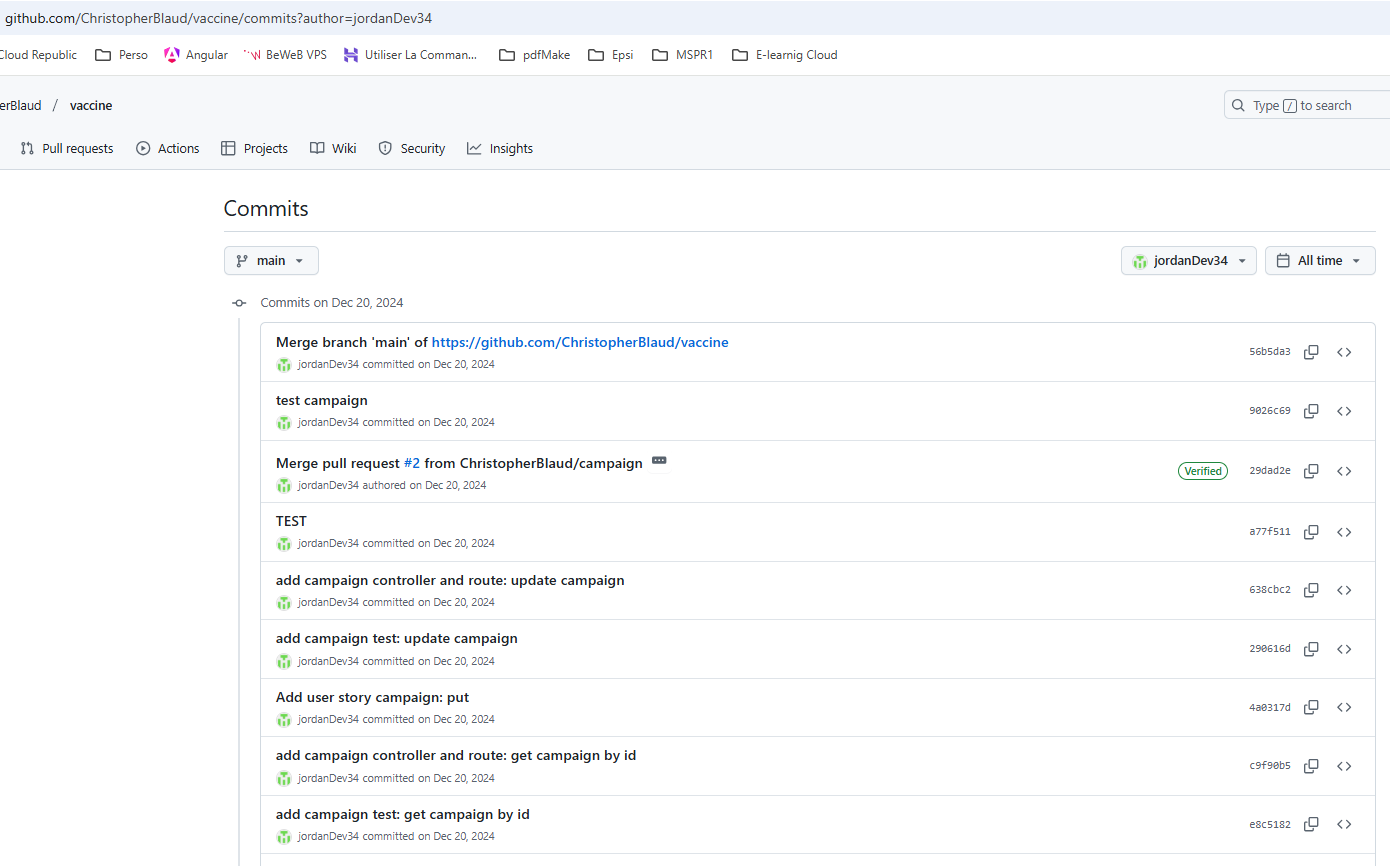 github.com/ChristopherBlaud/vaccine/commits?author=jordanDev34
Cloud Republic Perso Angular BeWeB VPS Utiliser La Comman... pdfMake Epsi MSPR1 E-learnig Cloud
erBlaud / vaccine
Type / to search
Pull requests Actions Projects Wiki Security Insights
Commits
main jordanDev34 All time
Commits on Dec 20, 2024
Merge branch 'main' of https://github.com/ChristopherBlaud/vaccine
jordanDev34 committed on Dec 20, 2024
56b5da3
test campaign
jordanDev34 committed on Dec 20, 2024
9026c69
Merge pull request #2 from ChristopherBlaud/campaign
jordanDev34 authored on Dec 20, 2024
Verified 29dad2e
TEST
jordanDev34 committed on Dec 20, 2024
a77f511
add campaign controller and route: update campaign
jordanDev34 committed on Dec 20, 2024
638cbc2
add campaign test: update campaign
jordanDev34 committed on Dec 20, 2024
290616d
Add user story campaign: put
jordanDev34 committed on Dec 20, 2024
4a0317d
add campaign controller and route: get campaign by id
jordanDev34 committed on Dec 20, 2024
c9f90b5
add campaign test: get campaign by id
jordanDev34 committed on Dec 20, 2024
e8c5182